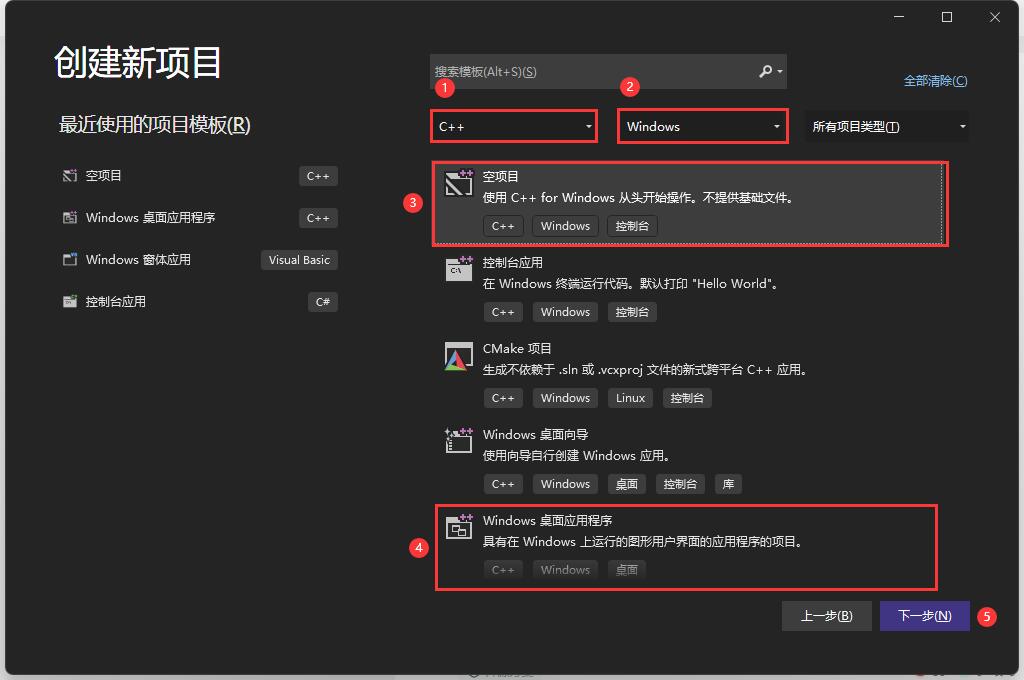 创建新项目
搜索模板(Alt+S)(S)
全部清除(C)
1
2
C++
Windows
所有项目类型(T)
最近使用的项目模板(R)
空项目
C++
Windows 桌面应用程序
C++
Windows 窗体应用
Visual Basic
控制台应用
C#
3
空项目
使用 C++ for Windows 从头开始操作。不提供基础文件。
C++ Windows 控制台
控制台应用
C:\
在 Windows 终端运行代码。默认打印 "Hello World"。
C++ Windows 控制台
CMake 项目
生成不依赖于 .sln 或 .vcxproj 文件的新式跨平台 C++ 应用。
C++ Windows Linux 控制台
Windows 桌面向导
使用向导自行创建 Windows 应用。
C++ Windows 桌面 控制台 库
4
Windows 桌面应用程序
具有在 Windows 上运行的图形用户界面的应用程序的项目。
C++ Windows 桌面
上一步(B)
下一步(N)
5